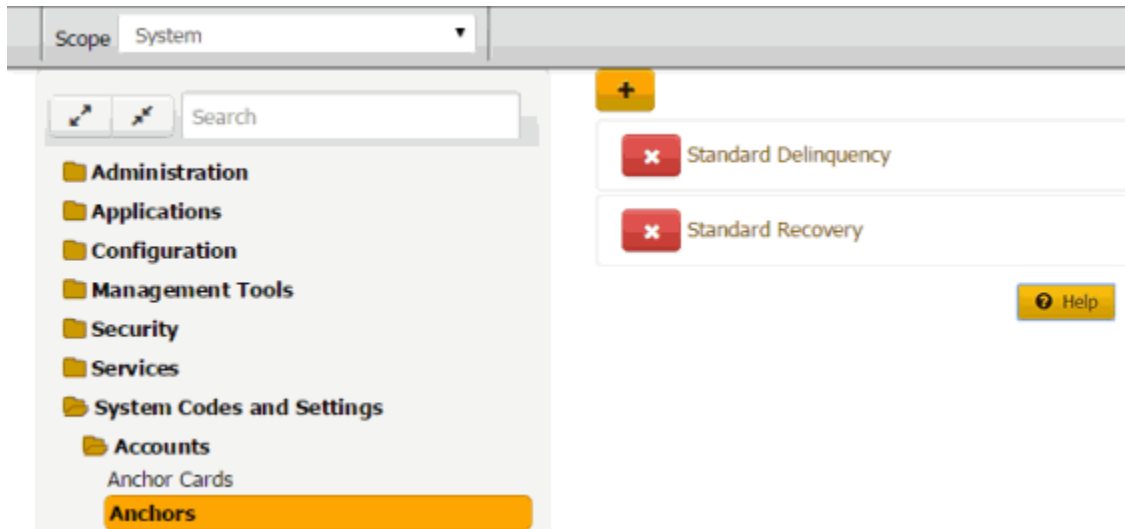 Scope System
Search
Administration
Applications
Configuration
Management Tools
Security
Services
System Codes and Settings
Accounts
Anchor Cards
Anchors
Standard Delinquency
Standard Recovery
Help